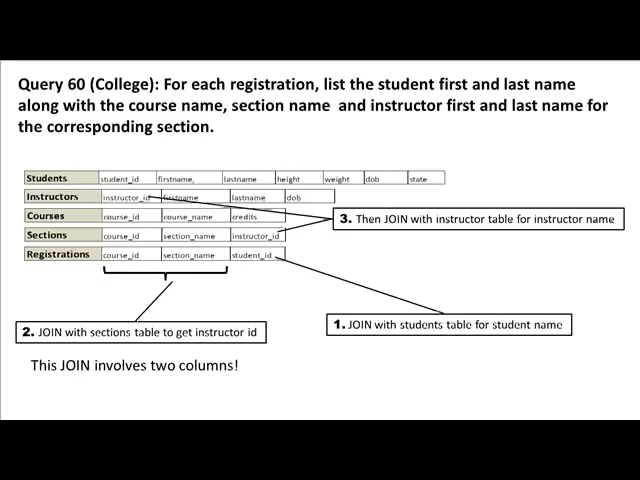 Query 60 (College): For each registration, list the student first and last name
along with the course name, section name and instructor first and last name for
the corresponding section.
Students student_id firstname, lastname height weight dob state
Instructors instructor_id firstname lastname dob
Courses course_id course_name credits
3. Then JOIN with instructor table for instructor name
Sections course_id section_name instructor_id
Registrations course_id section_name student_id
2. JOIN with sections table to get instructor id
1. JOIN with students table for student name
This JOIN involves two columns!